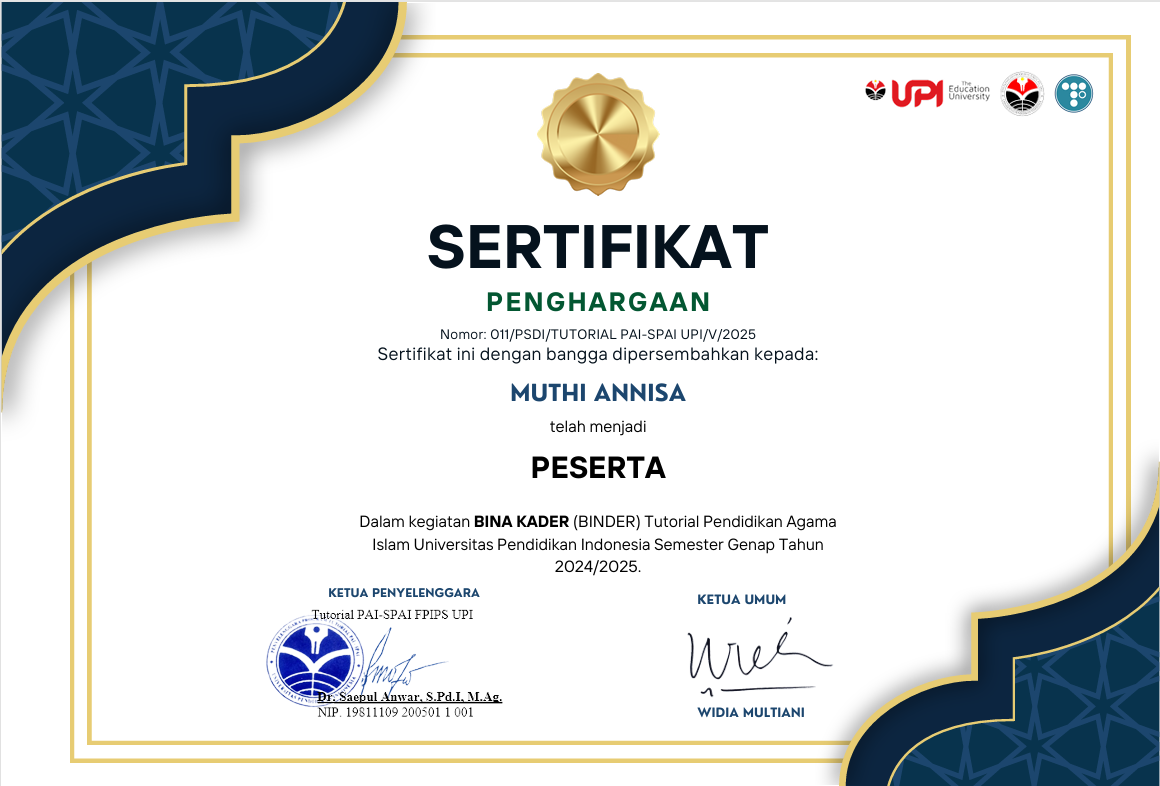 UPI The Education University
SERTIFIKAT
PENGHARGAAN
Nomor: 011/PSDI/TUTORIAL PAI-SPAI UPI/V/2025
Sertifikat ini dengan bangga dipersembahkan kepada:
MUTHI ANNISA
telah menjadi
PESERTA
Dalam kegiatan BINA KADER (BINDER) Tutorial Pendidikan Agama
Islam Universitas Pendidikan Indonesia Semester Genap Tahun
2024/2025.
KETUA PENYELENGGARA
Tutorial PAI-SPAI FPIPS UPI
Dr. Saepul Anwar, S.Pd.I, M.Ag.
NIP. 19811109 200501 1 001
KETUA UMUM
WIDIA MULTIANI